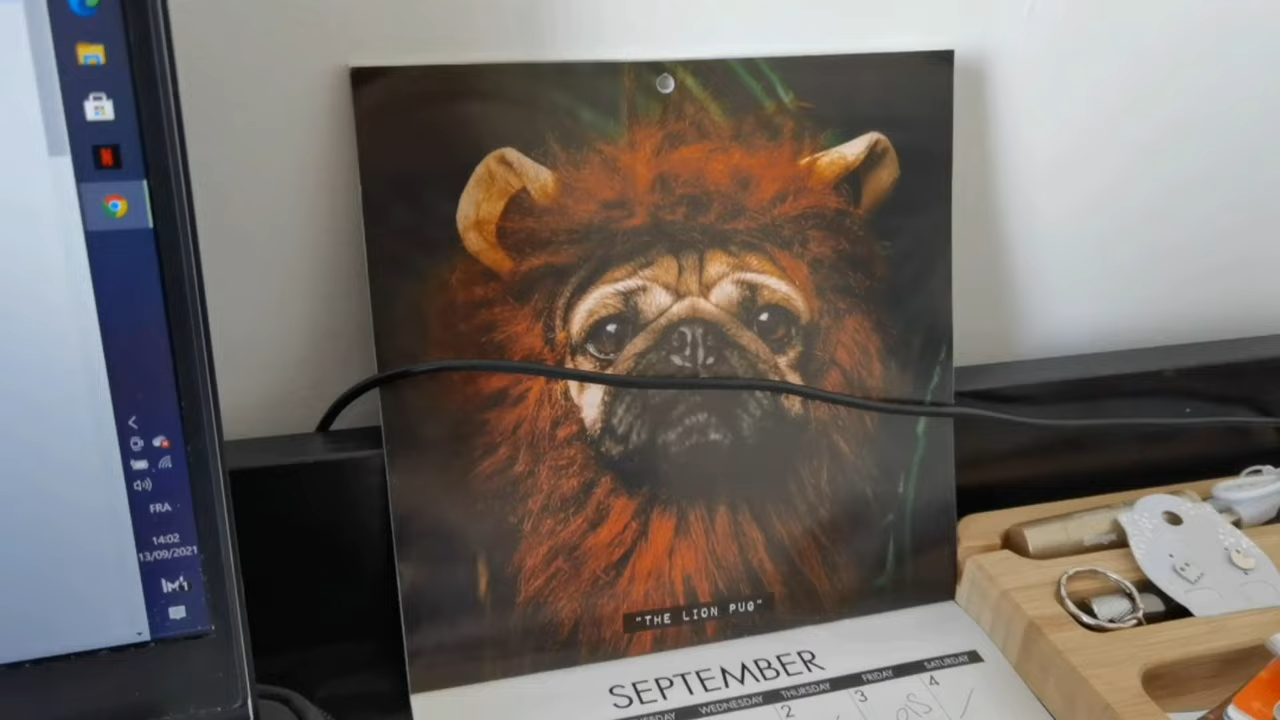 FRA
14:02
13/09/2021
"THE LION PUG"
SEPTEMBER
WEDNESDAY THURSDAY FRIDAY SATURDAY
2 3 4